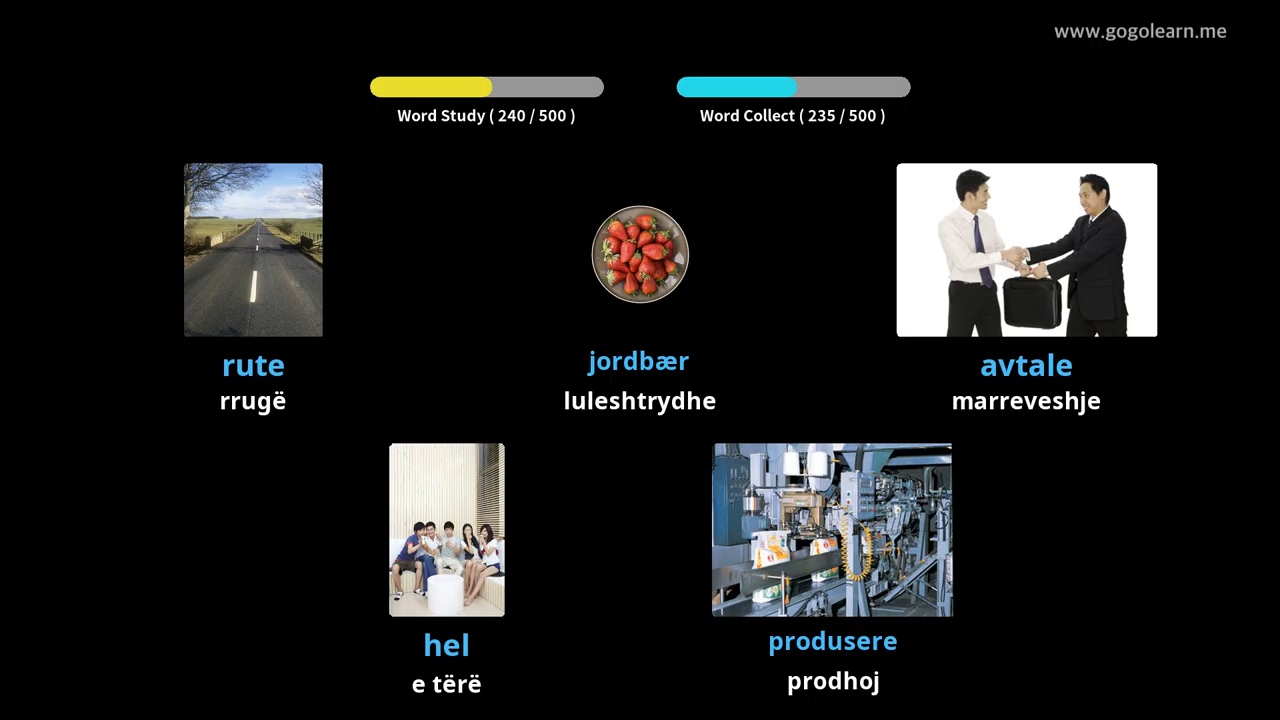 www.gogolearn.me
Word Study ( 240 / 500 )
Word Collect ( 235 / 500 )
rute
rrugë
jordbær
luleshtrydhe
avtale
marreveshje
hel
e tërë
produsere
prodhoj